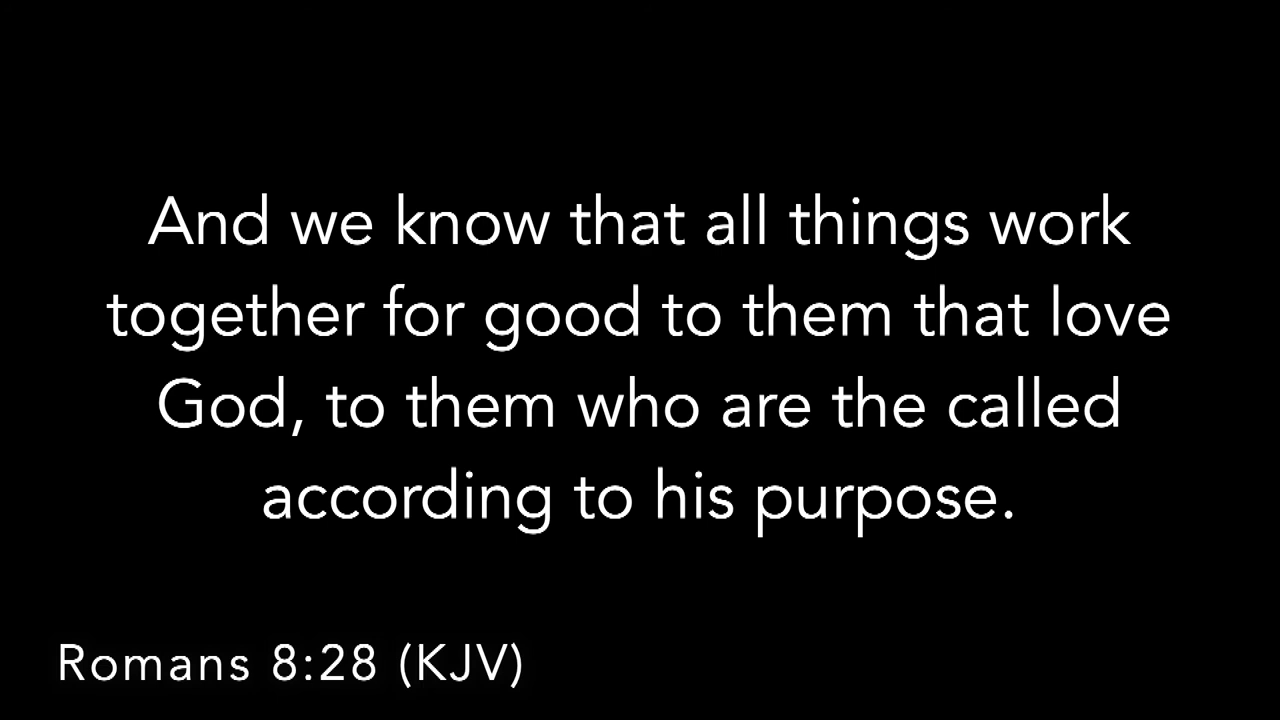 And we know that all things work
together for good to them that love
God, to them who are the called
according to his purpose.
Romans 8:28 (KJV)